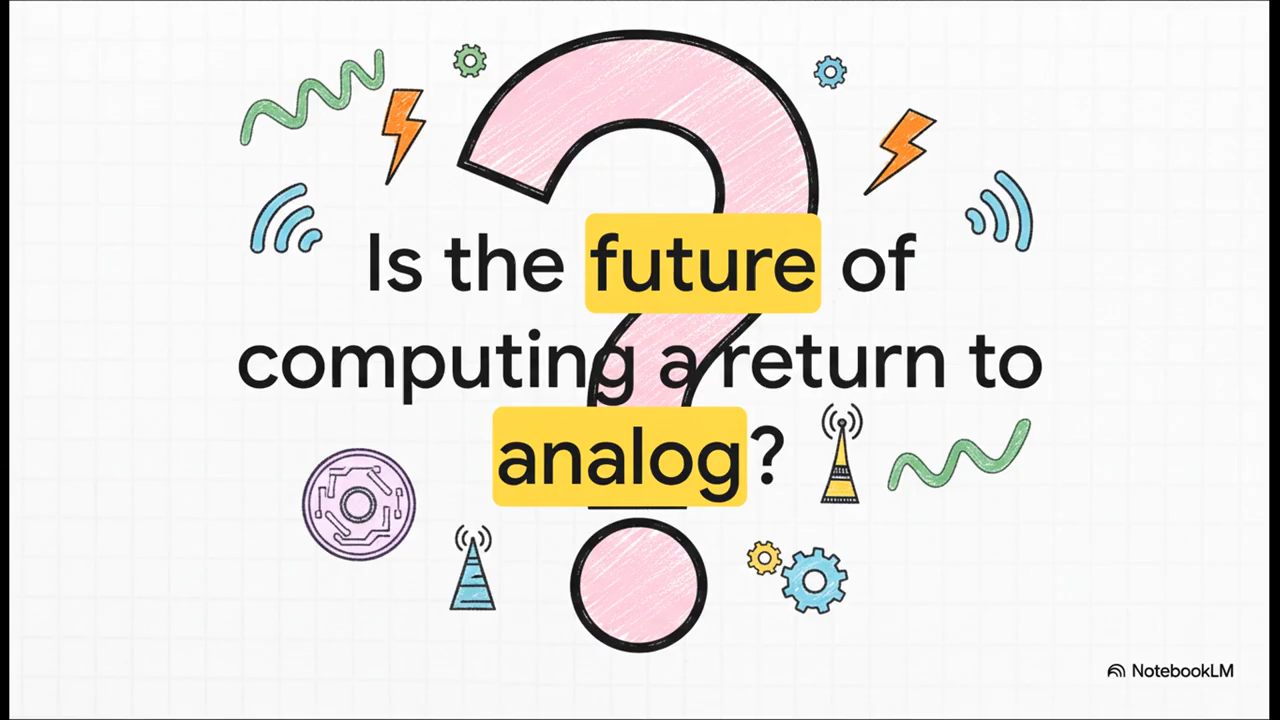 Is the future of
computing a return to
analog?
NotebookLM